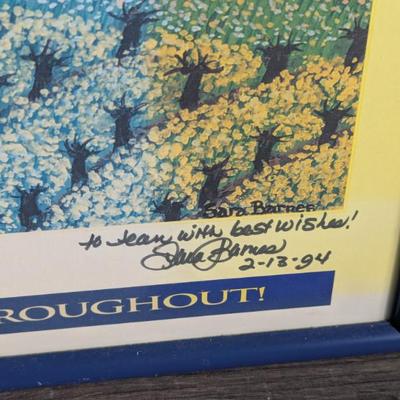 Sara Barnes
to Jean, with best wishes!
Sara Barnes
2-13-94
ROUGHOUT!